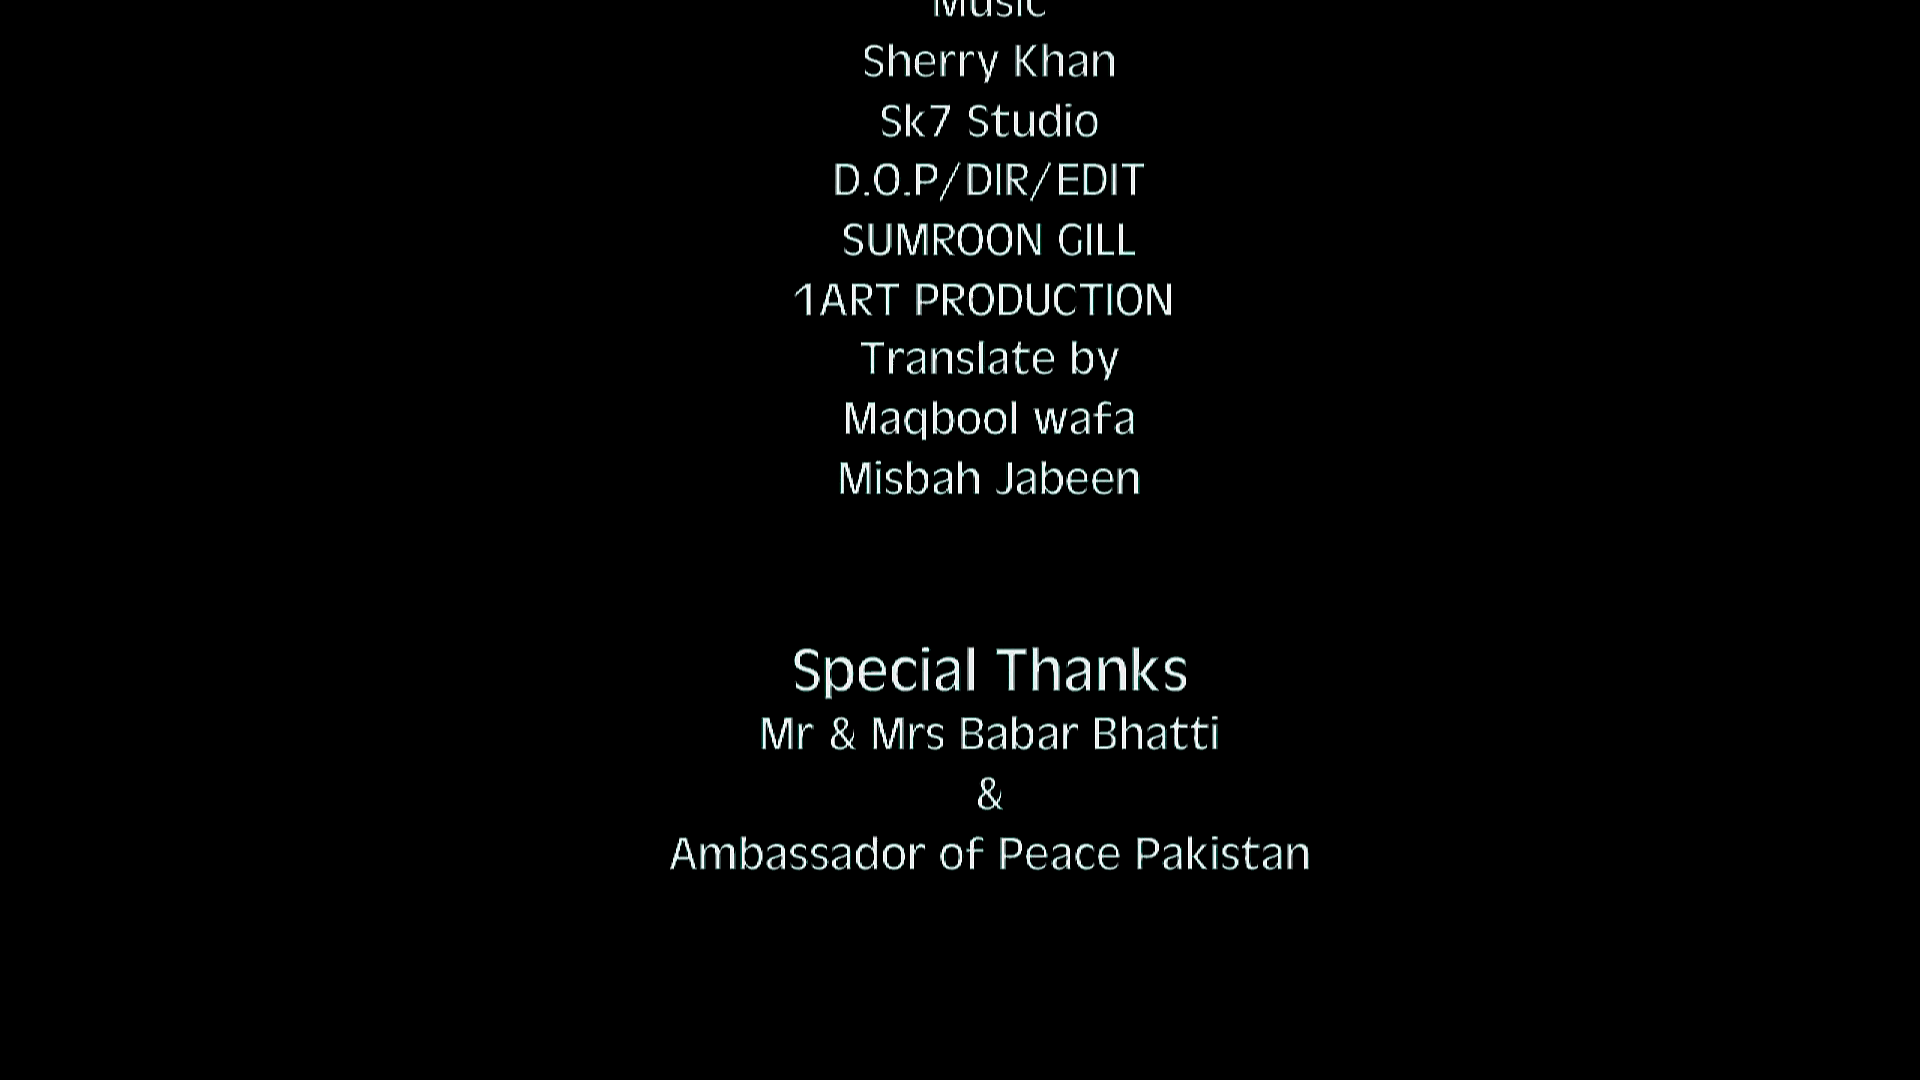 Music
Sherry Khan
Sk7 Studio
D.O.P/DIR/EDIT
SUMROON GILL
1ART PRODUCTION
Translate by
Maqbool wafa
Misbah Jabeen
Special Thanks
Mr & Mrs Babar Bhatti
&
Ambassador of Peace Pakistan